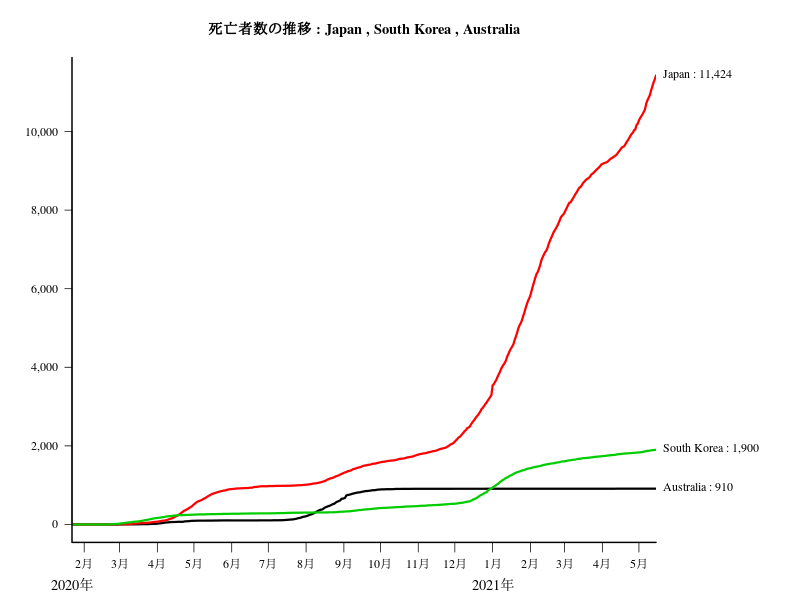 死亡者数の推移 : Japan , South Korea , Australia
Japan : 11,424
10,000
8,000
6,000
4,000
2,000
South Korea : 1,900
Australia : 910
0
2月 3月 4月 5月 6月 7月 8月 9月 10月 11月 12月 1月 2月 3月 4月 5月
2020年 2021年